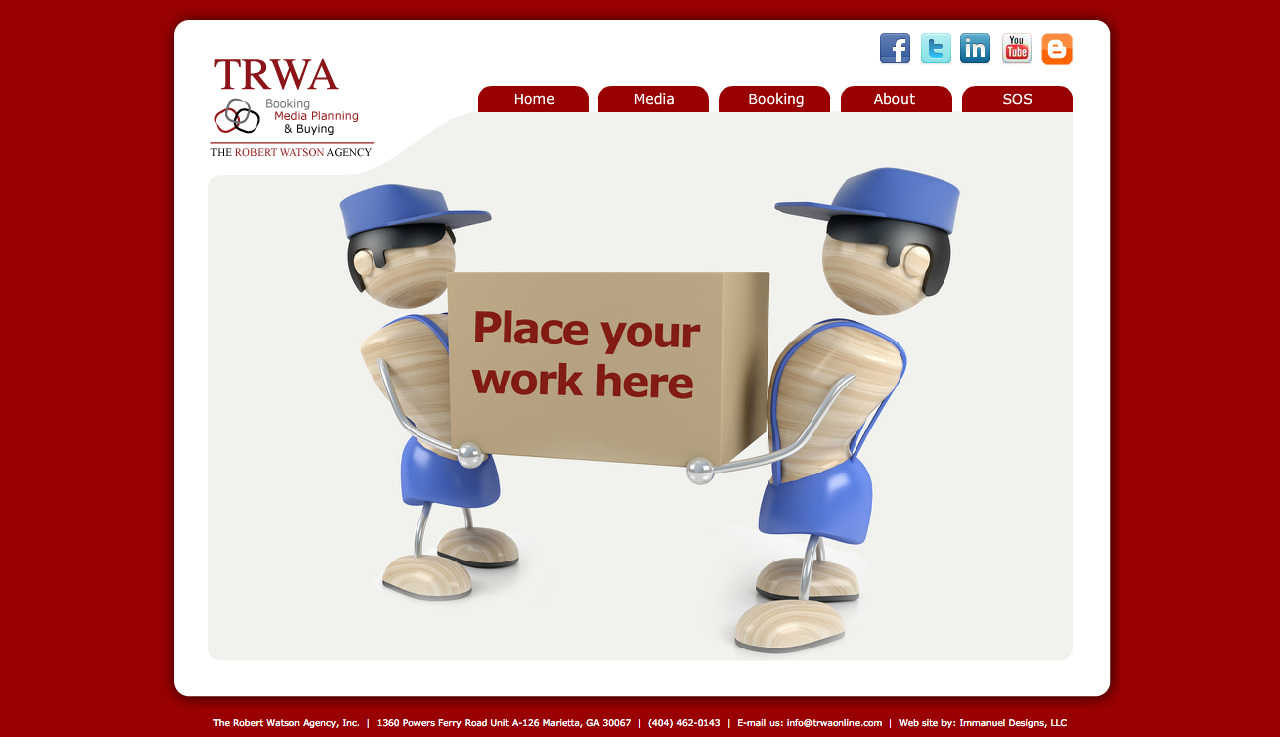 TRWA
Booking
Media Planning
& Buying
THE ROBERT WATSON AGENCY
f t in You Tube B
Home Media Booking About SOS
Place your
work here
The Robert Watson Agency, Inc. | 1360 Powers Ferry Road Unit A-126 Marietta, GA 30067 | (404) 462-0143 | E-mail us: info@trwaonline.com | Web site by: Immanuel Designs, LLC